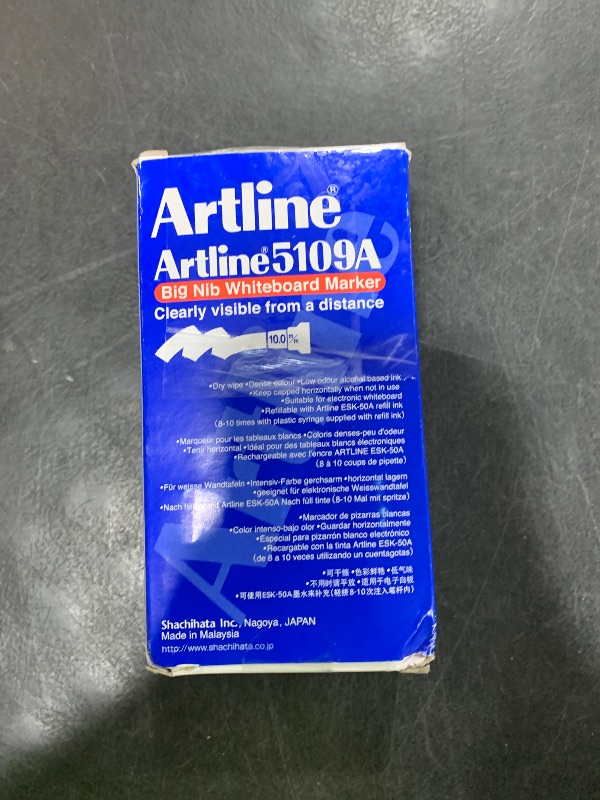 Artline®
Artline®5109A
Big Nib Whiteboard Marker
Clearly visible from a distance
10.0 m/m
•Dry wipe •Dense colour •Low odour alcohol based ink
•Keep capped horizontally when not in use
•Suitable for electronic whiteboard
•Refillable with Artline ESK-50A refill ink
(8-10 times with plastic syringe supplied with refill ink)
•Marqueur pour les tableaux blancs •Coloris denses-peu d'odeur
•Tenir horizontal •Idéal pour des tableaux blancs électroniques
•Rechargeable avec l'encre ARTLINE ESK-50A
(8 à 10 coups de pipette)
•Für weisse Wandtafeln •Intensiv-Farbe gerchsarm •horizontal lagern
•geeignet für elektronische Weisswandtafel
•Nach mit Artline ESK-50A Nach füll tinte (8-10 Mal mit spritze)
•Marcador de pizarras blancas
•Color intenso-bajo olor •Guardar horizontalmente
•Especial para pizarrón blanco electrónico
•Recargable con la tinta Artline ESK-50A
(de 8 a 10 veces utilizando un cuentagotas)
•可干擦 •色彩鲜艳 •低气味
•不用时请平放 •适用于电子白板
•可使用ESK-50A墨水来补充(轻挤8-10次注入笔杆内)
Shachihata Inc., Nagoya, JAPAN
Made in Malaysia
http://www.shachihata.co.jp